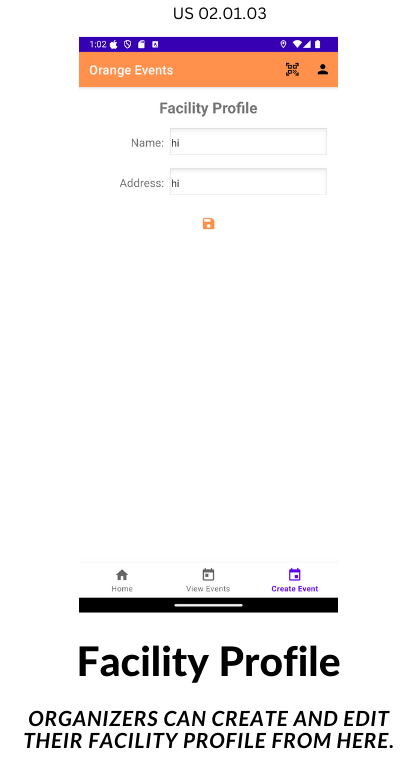 US 02.01.03
1:02
Orange Events
Facility Profile
Name: hi
Address: hi
Home View Events Create Event
Facility Profile
ORGANIZERS CAN CREATE AND EDIT
THEIR FACILITY PROFILE FROM HERE.